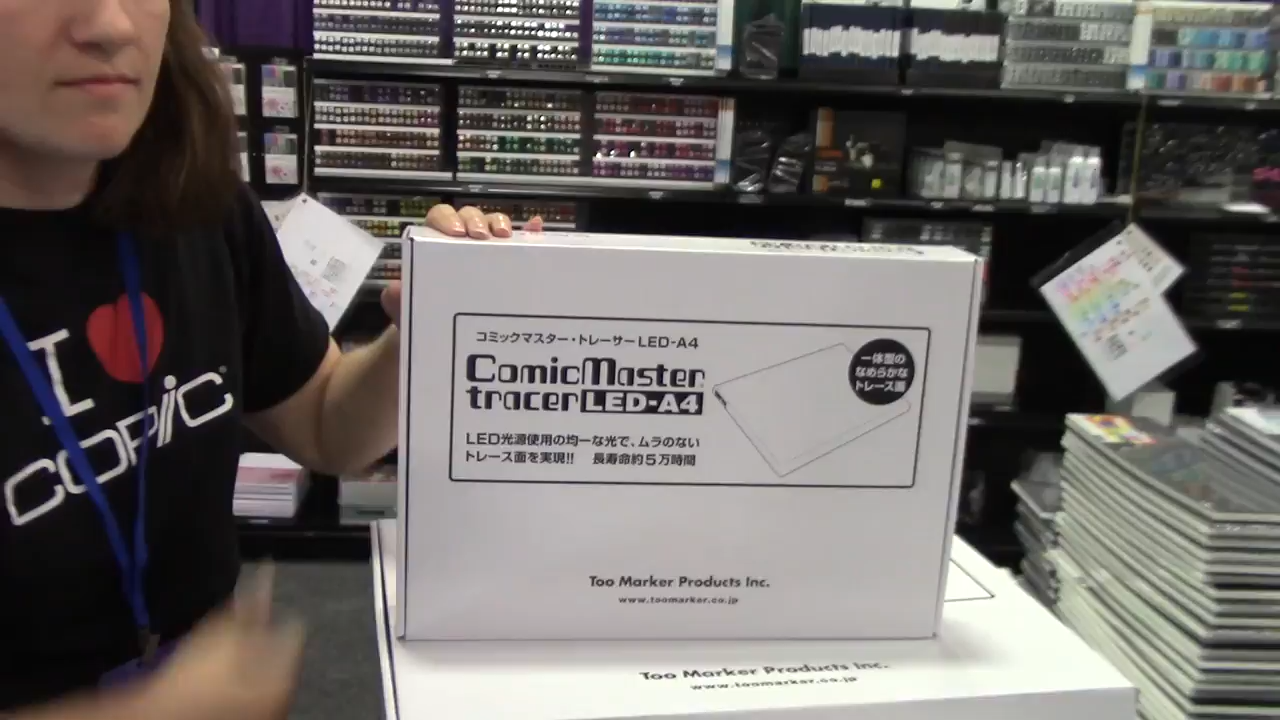 I
COPIC
コミックマスター・トレーサーLED-A4
ComicMaster
tracer LED-A4
LED光源使用の均一な光で、ムラのない
トレース面を実現!! 長寿命約5万時間
一体型の
なめらかな
トレース面
Too Marker Products Inc.
www.toomarker.co.jp
Too Marker Products Inc.
www.toomarker.co.jp